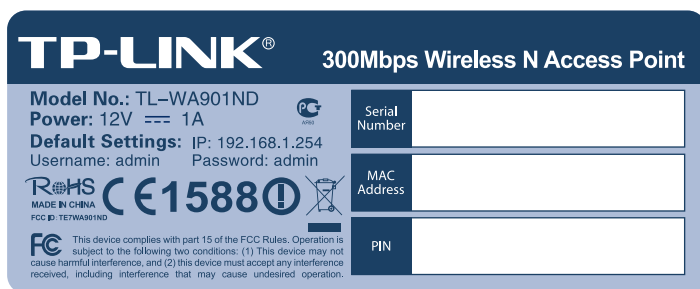 TP-LINK®
300Mbps Wireless N Access Point
Model No.: TL-WA901ND
Power: 12V ⎓ 1A
Default Settings: IP: 192.168.1.254
Username: admin Password: admin
Serial
Number
RoHS
CE1588
MADE IN CHINA
FCC ID: TE7WA901ND
MAC
Address
FC This device complies with part 15 of the FCC Rules. Operation is
subject to the following two conditions: (1) This device may not
cause harmful interference, and (2) this device must accept any interference
received, including interference that may cause undesired operation.
PIN